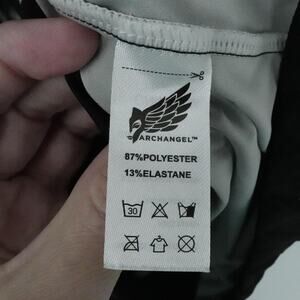 ARCHANGEL™
87%POLYESTER
13%ELASTANE
30